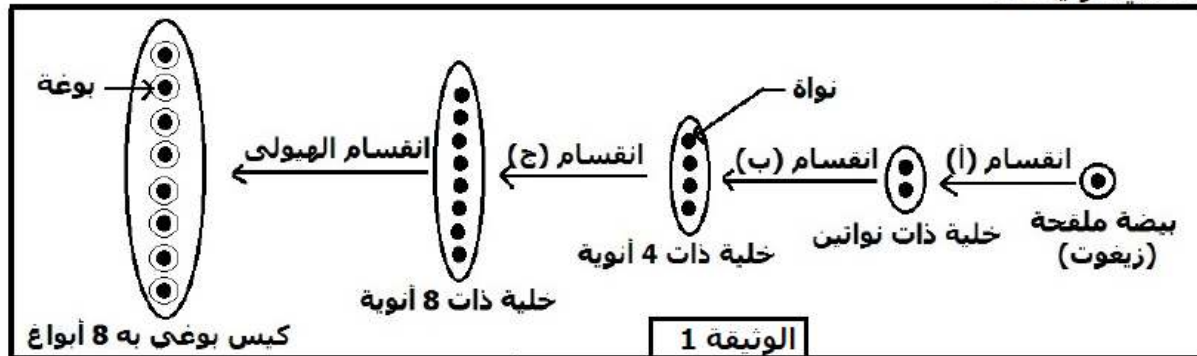 بوغة
نواة
انقسام الهيولى
انقسام (ج)
انقسام (ب)
انقسام (أ)
بيضة ملقحة
(زيغوت)
خلية ذات نواتين
خلية ذات 4 أنوية
خلية ذات 8 أنوية
كيس بوغي به 8 أبواغ
الوثيقة 1